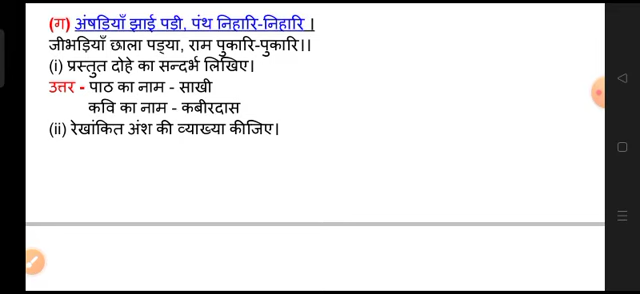 (ग) अंषड़ियाँ झाई पडी, पंथ निहारि-निहारि ।
जीभड़ियाँ छाला पड़्या, राम पुकारि-पुकारि।।
(i) प्रस्तुत दोहे का सन्दर्भ लिखिए।
उत्तर - पाठ का नाम - साखी
कवि का नाम - कबीरदास
(ii) रेखांकित अंश की व्याख्या कीजिए।